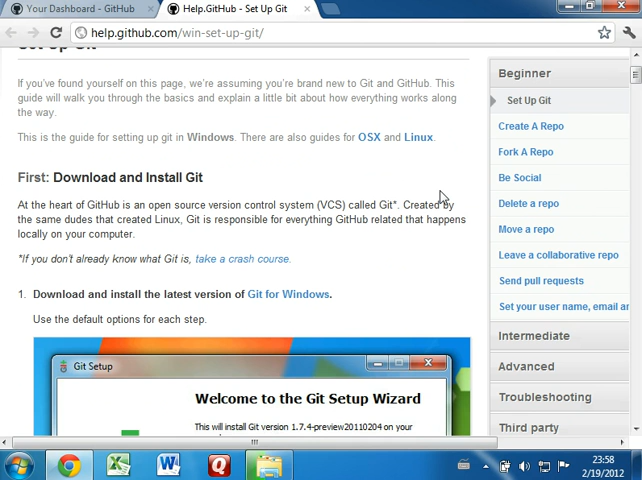 Your Dashboard - GitHub
Help.GitHub - Set Up Git
help.github.com/win-set-up-git/
Set Up Git
If you've found yourself on this page, we're assuming you're brand new to Git and GitHub. This
guide will walk you through the basics and explain a little bit about how everything works along
the way.
This is the guide for setting up git in Windows. There are also guides for OSX and Linux.
First: Download and Install Git
At the heart of GitHub is an open source version control system (VCS) called Git*. Created by
the same dudes that created Linux, Git is responsible for everything GitHub related that happens
locally on your computer.
*If you don't already know what Git is, take a crash course.
1. Download and install the latest version of Git for Windows.
Use the default options for each step.
Git Setup
Welcome to the Git Setup Wizard
This will install Git version 1.7.4-preview20110204 on your
Beginner
Set Up Git
Create A Repo
Fork A Repo
Be Social
Delete a repo
Move a repo
Leave a collaborative repo
Send pull requests
Set your user name, email an
Intermediate
Advanced
Troubleshooting
Third party
23:58
2/19/2012